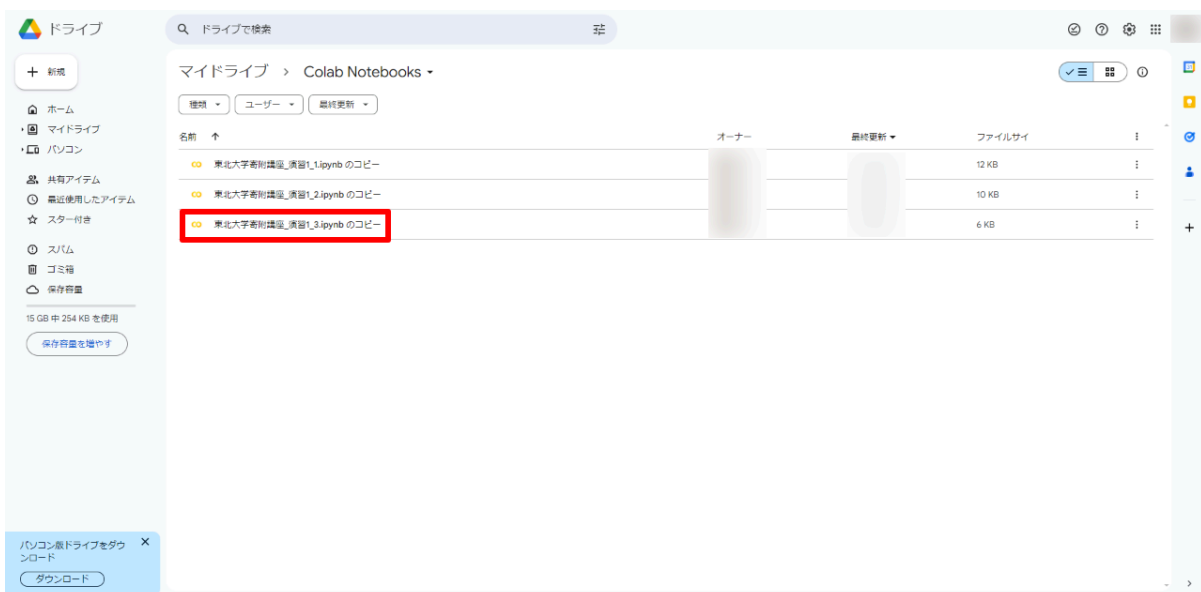 ドライブ
ドライブで検索
新規
マイドライブ > Colab Notebooks
種類 ユーザー 最終更新
ホーム
マイドライブ
パソコン
共有アイテム
最近使用したアイテム
スター付き
スパム
ゴミ箱
保存容量
15 GB 中 254 KB を使用
保存容量を増やす
名前 オーナー 最終更新 ファイルサイ
東北大学寄附講座_演習1_1.ipynb のコピー 12 KB
東北大学寄附講座_演習1_2.ipynb のコピー 10 KB
東北大学寄附講座_演習1_3.ipynb のコピー 6 KB
パソコン版ドライブをダウ
ンロード
ダウンロード